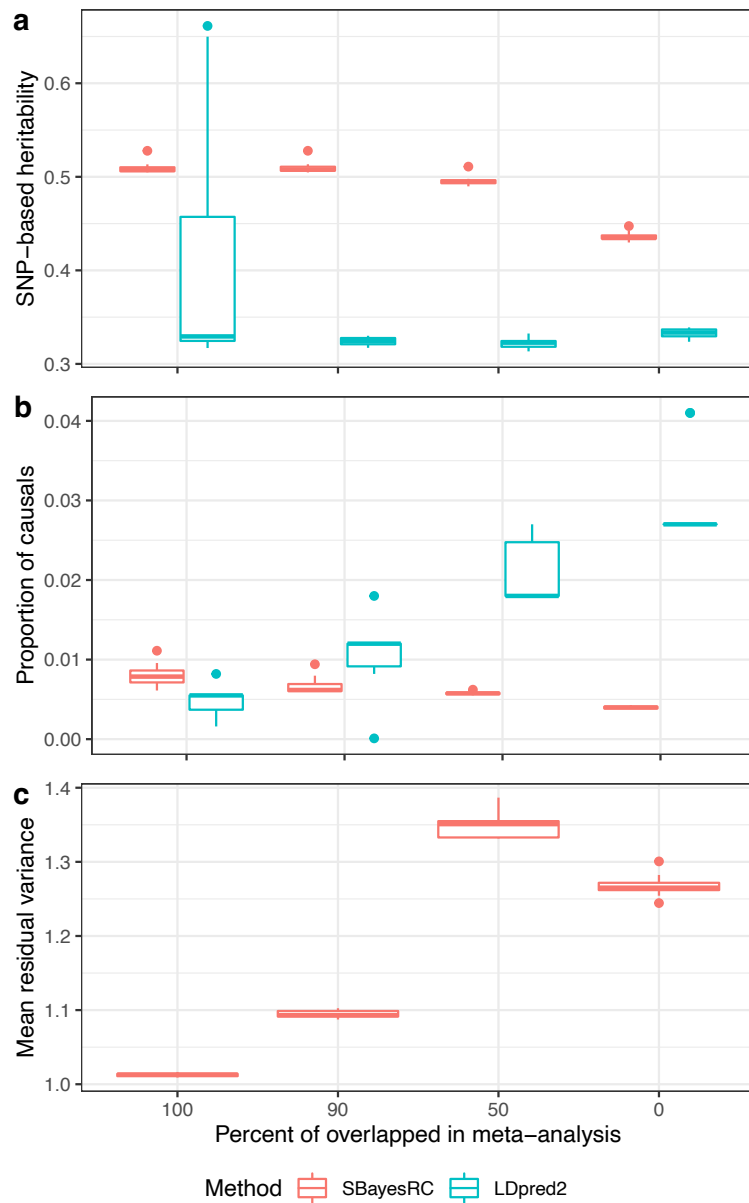 a
SNP-based heritability
0.6
0.5
0.4
0.3
b
Proportion of causals
0.04
0.03
0.02
0.01
0.00
c
Mean residual variance
1.4
1.3
1.2
1.1
1.0
100 90 50 0
Percent of overlapped in meta−analysis
Method SBayesRC LDpred2